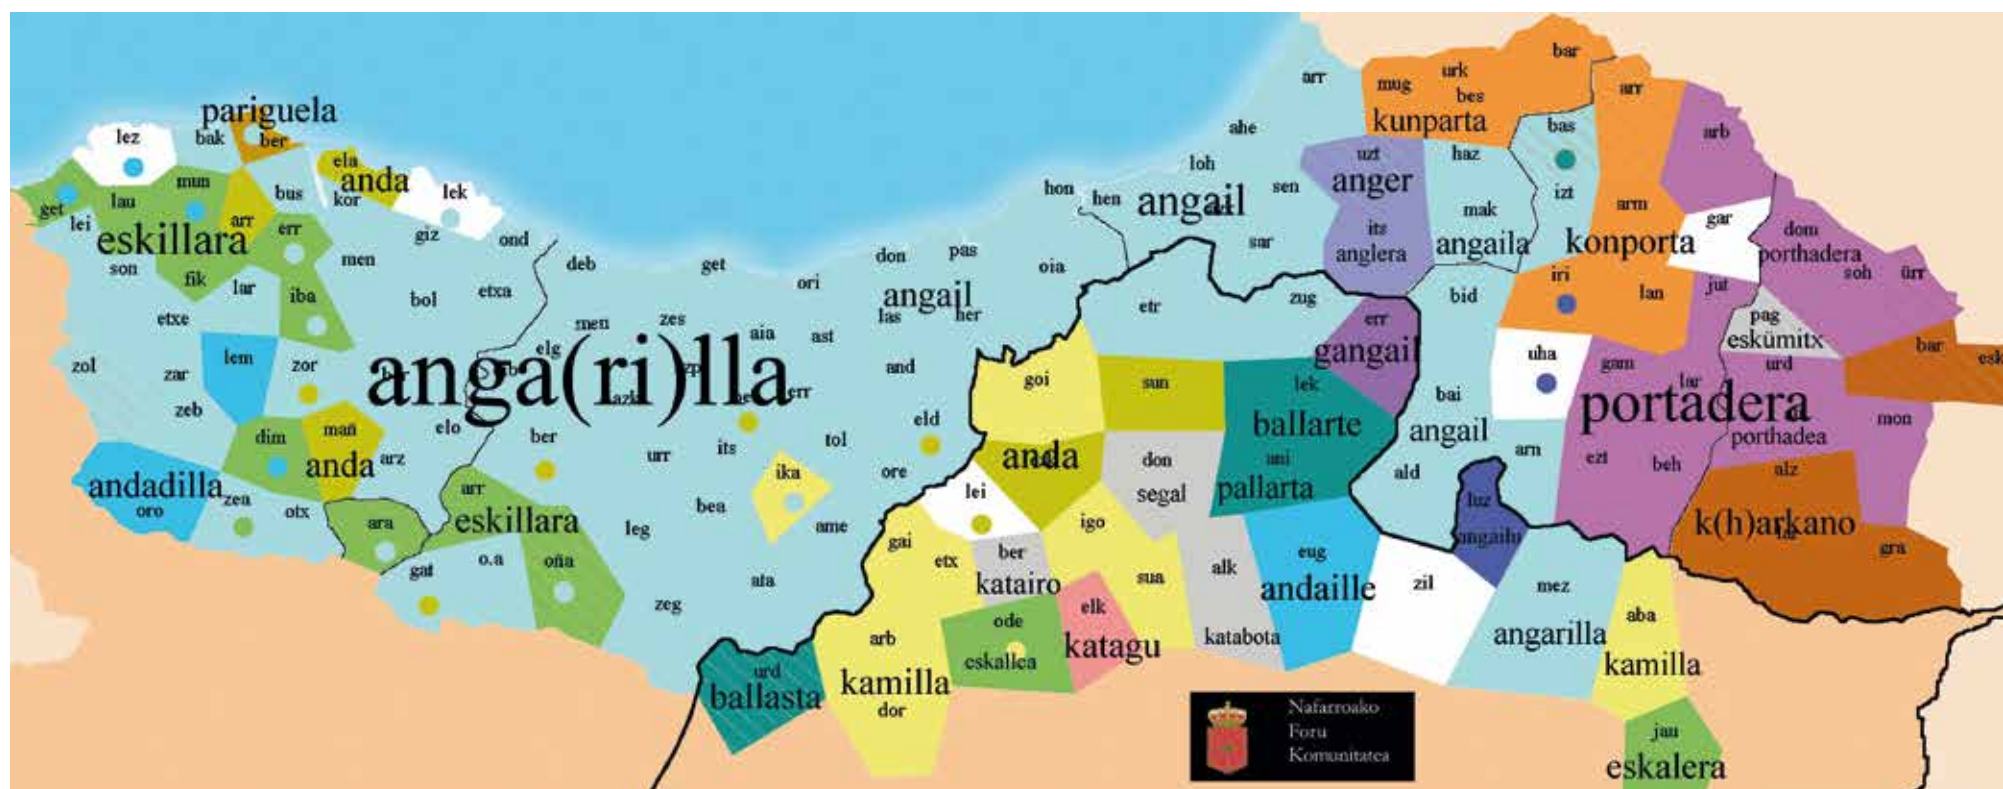 bar
arr
mug
urk
bes
arr
pariguela
lez
bak
ber
kunparta
ahe
bas
arb
ela
anda
uzt
haz
loh
mun
lek
anger
sen
hon
hen
angail
izt
get
lau
bus
kor
arr
lei
eskillara
err
giz
ond
its
mak
arm
gar
sar
anglera
angaila
konporta
dom
porthadera
son
fik
lar
men
deb
get
don
pas
oia
iri
lan
jut
soh
ürr
iba
bol
etxa
ori
angail
las
her
etr
zug
bid
etxe
men
zes
aia
ast
err
gangail
pag
eskümitx
bar
esk
zol
lem
zar
zor
elg
anga(ri)lla
azk
err
and
goi
sun
lek
ballarte
uha
gam
urd
lar
portadera
zeb
bai
mon
porthadea
dim
mañ
elo
ber
eld
angail
anda
arz
urr
its
tol
ani
pallarta
don
segal
ald
arn
ezt
beh
alz
andadilla
oro
zea
otx
arr
eskillara
ika
ore
lei
luz
k(h)arkano
ara
leg
bea
ame
igo
gai
angailu
gra
gat
o.a
oña
ata
etx
ber
katairo
sua
alk
eug
andaille
zil
mez
zeg
arb
ode
eskallea
elk
katagu
katabota
angarilla
aba
kamilla
urd
ballasta
kamilla
dor
jau
eskalera
Nafarroako
Foru
Komunitatea